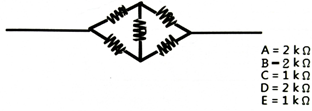 A = 2 kΩ
B = 2 kΩ
C = 1 kΩ
D = 2 kΩ
E = 1 kΩ